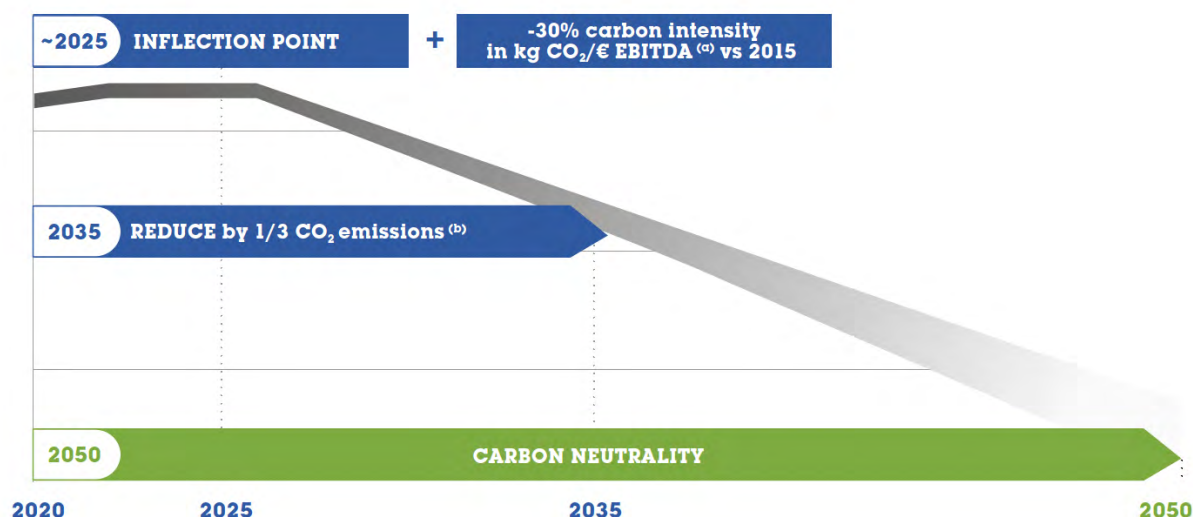 ~2025 INFLECTION POINT + -30% carbon intensity
in kg CO₂/€ EBITDA ⁽ᵃ⁾ vs 2015
2035 REDUCE by 1/3 CO₂ emissions ⁽ᵇ⁾
2050 CARBON NEUTRALITY
2020 2025 2035 2050